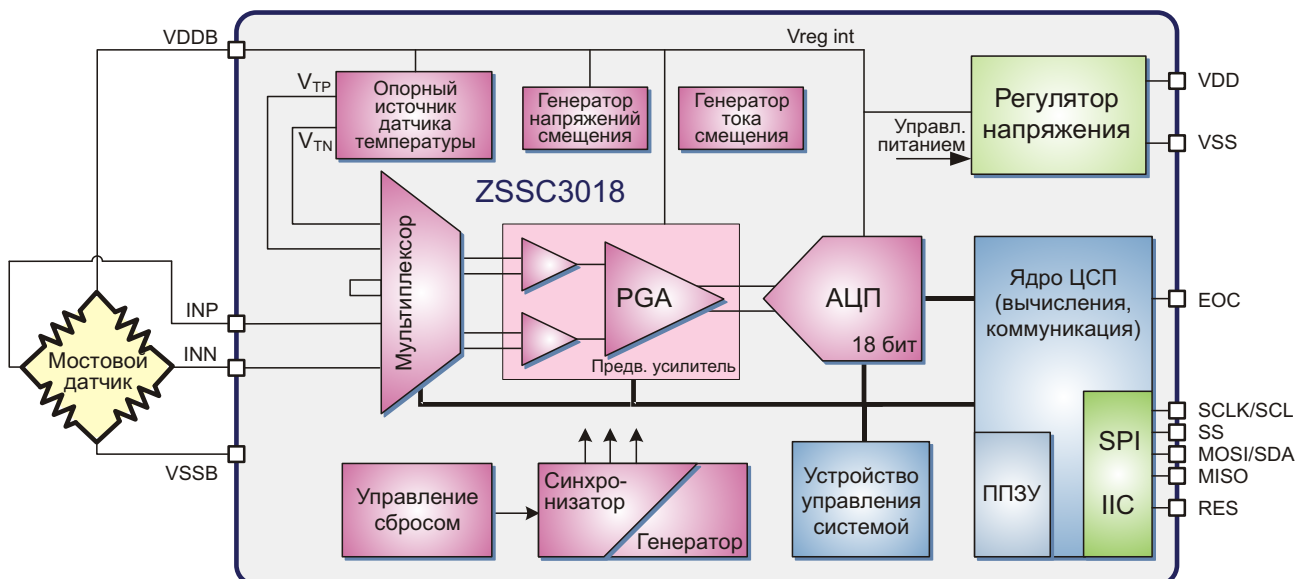 VDDB
Vreg int
VTP
Опорный
источник
датчика
температуры
VTN
Генератор
напряжений
смещения
Генератор
тока
смещения
Управл.
питанием
Регулятор
напряжения
VDD
VSS
ZSSC3018
Мультиплексор
PGA
Предв. усилитель
АЦП
18 бит
Ядро ЦСП
(вычисления,
коммуникация)
EOC
INP
INN
Мостовой
датчик
VSSB
SCLK/SCL
SS
MOSI/SDA
MISO
RES
SPI
IIC
ППЗУ
Управление
сбросом
Синхро-
низатор
Генератор
Устройство
управления
системой